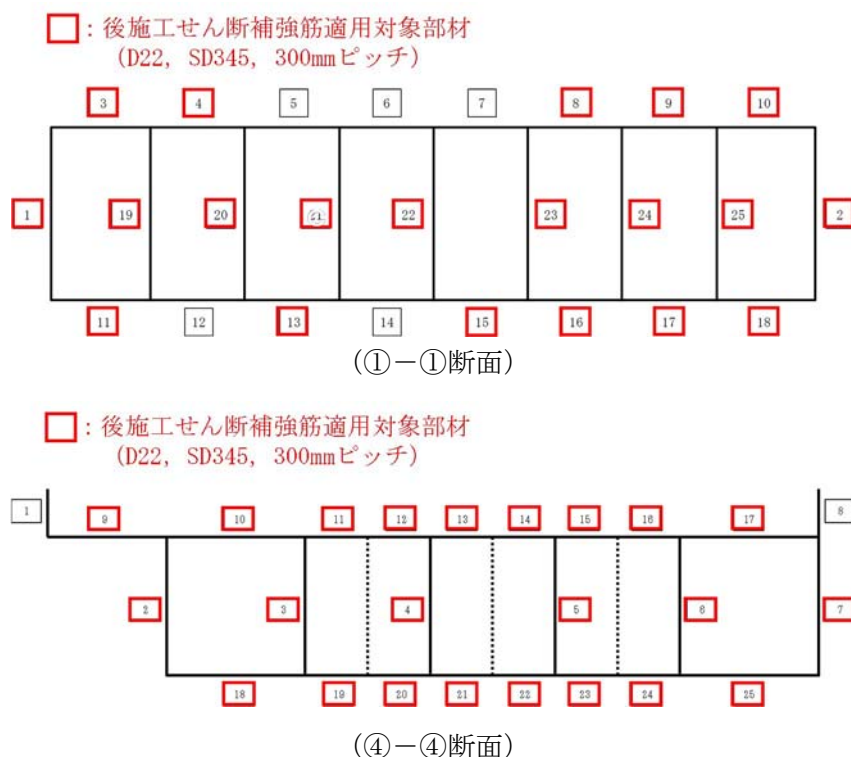 ：後施工せん断補強筋適用対象部材
(D22, SD345, 300mmピッチ)
3 4 5 6 7 8 9 10
1 19 20 21 22 23 24 25 2
11 12 13 14 15 16 17 18
(①－①断面)
：後施工せん断補強筋適用対象部材
(D22, SD345, 300mmピッチ)
1 9 10 11 12 13 14 15 16 17 8
2 3 4 5 6 7
18 19 20 21 22 23 24 25
(④－④断面)